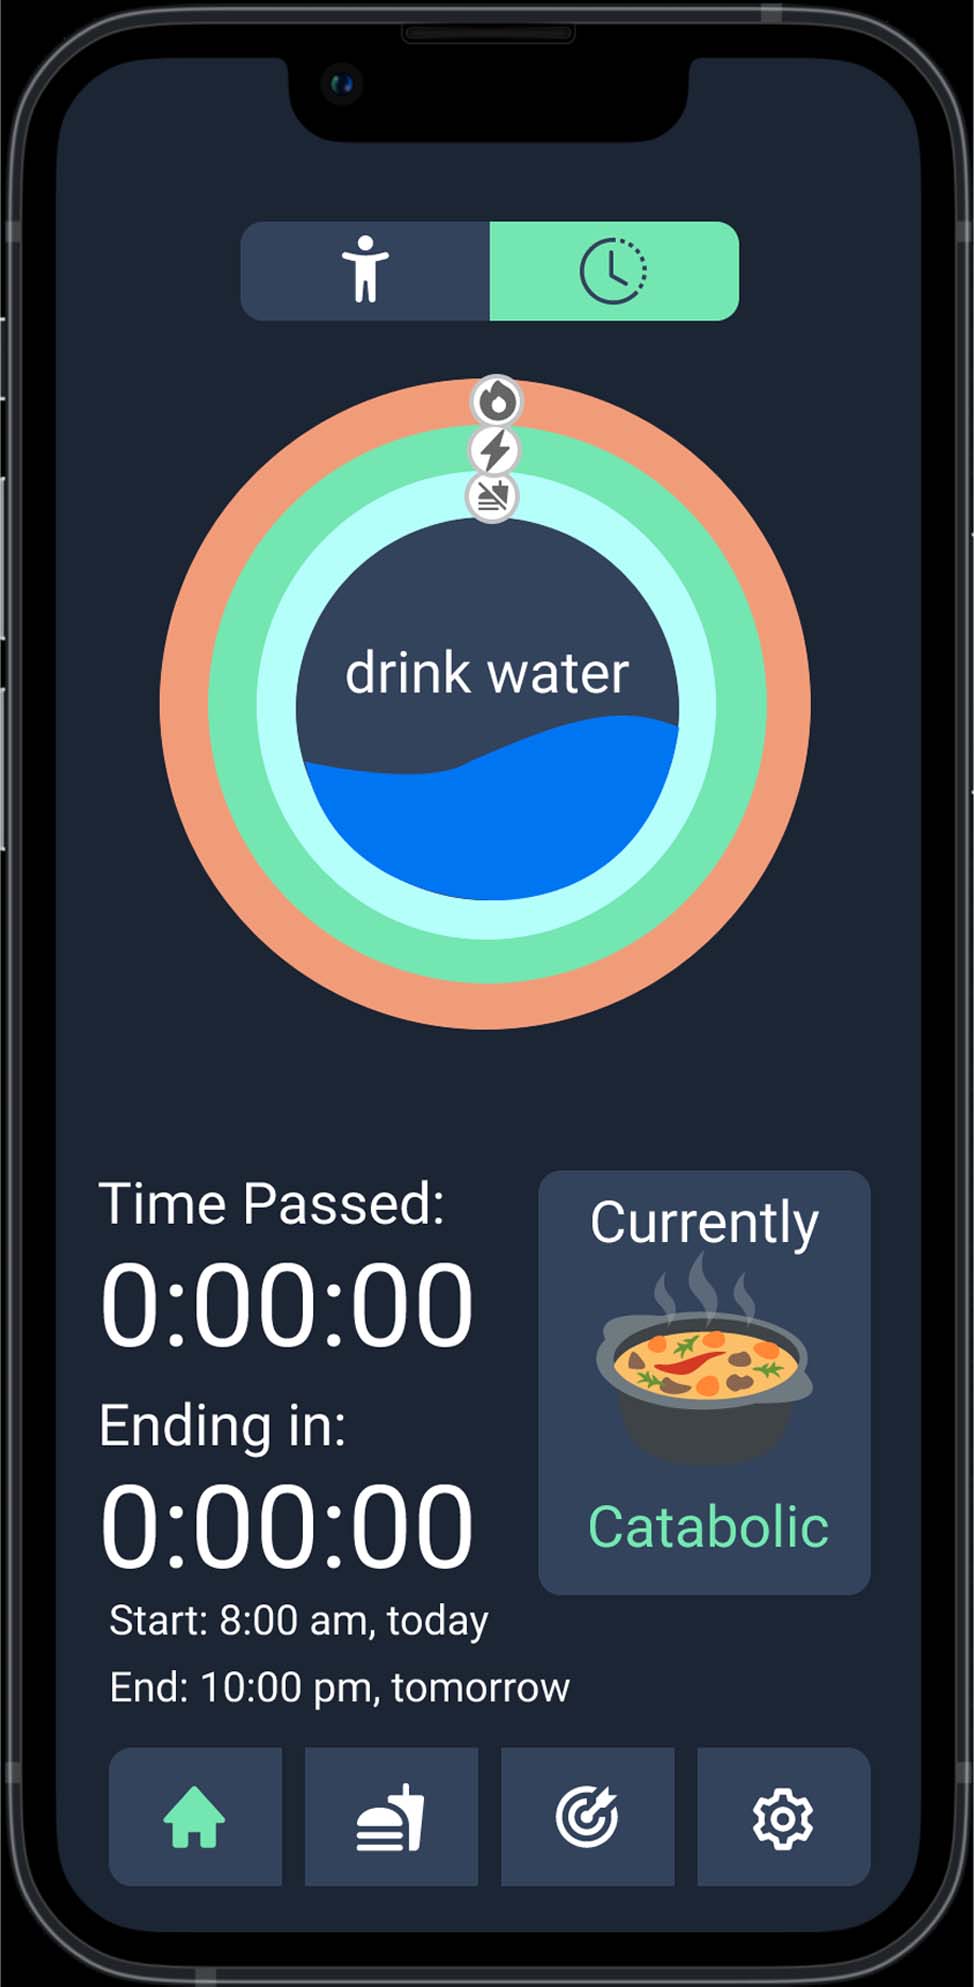 drink water
Time Passed:
0:00:00
Ending in:
0:00:00
Start: 8:00 am, today
End: 10:00 pm, tomorrow
Currently
Catabolic